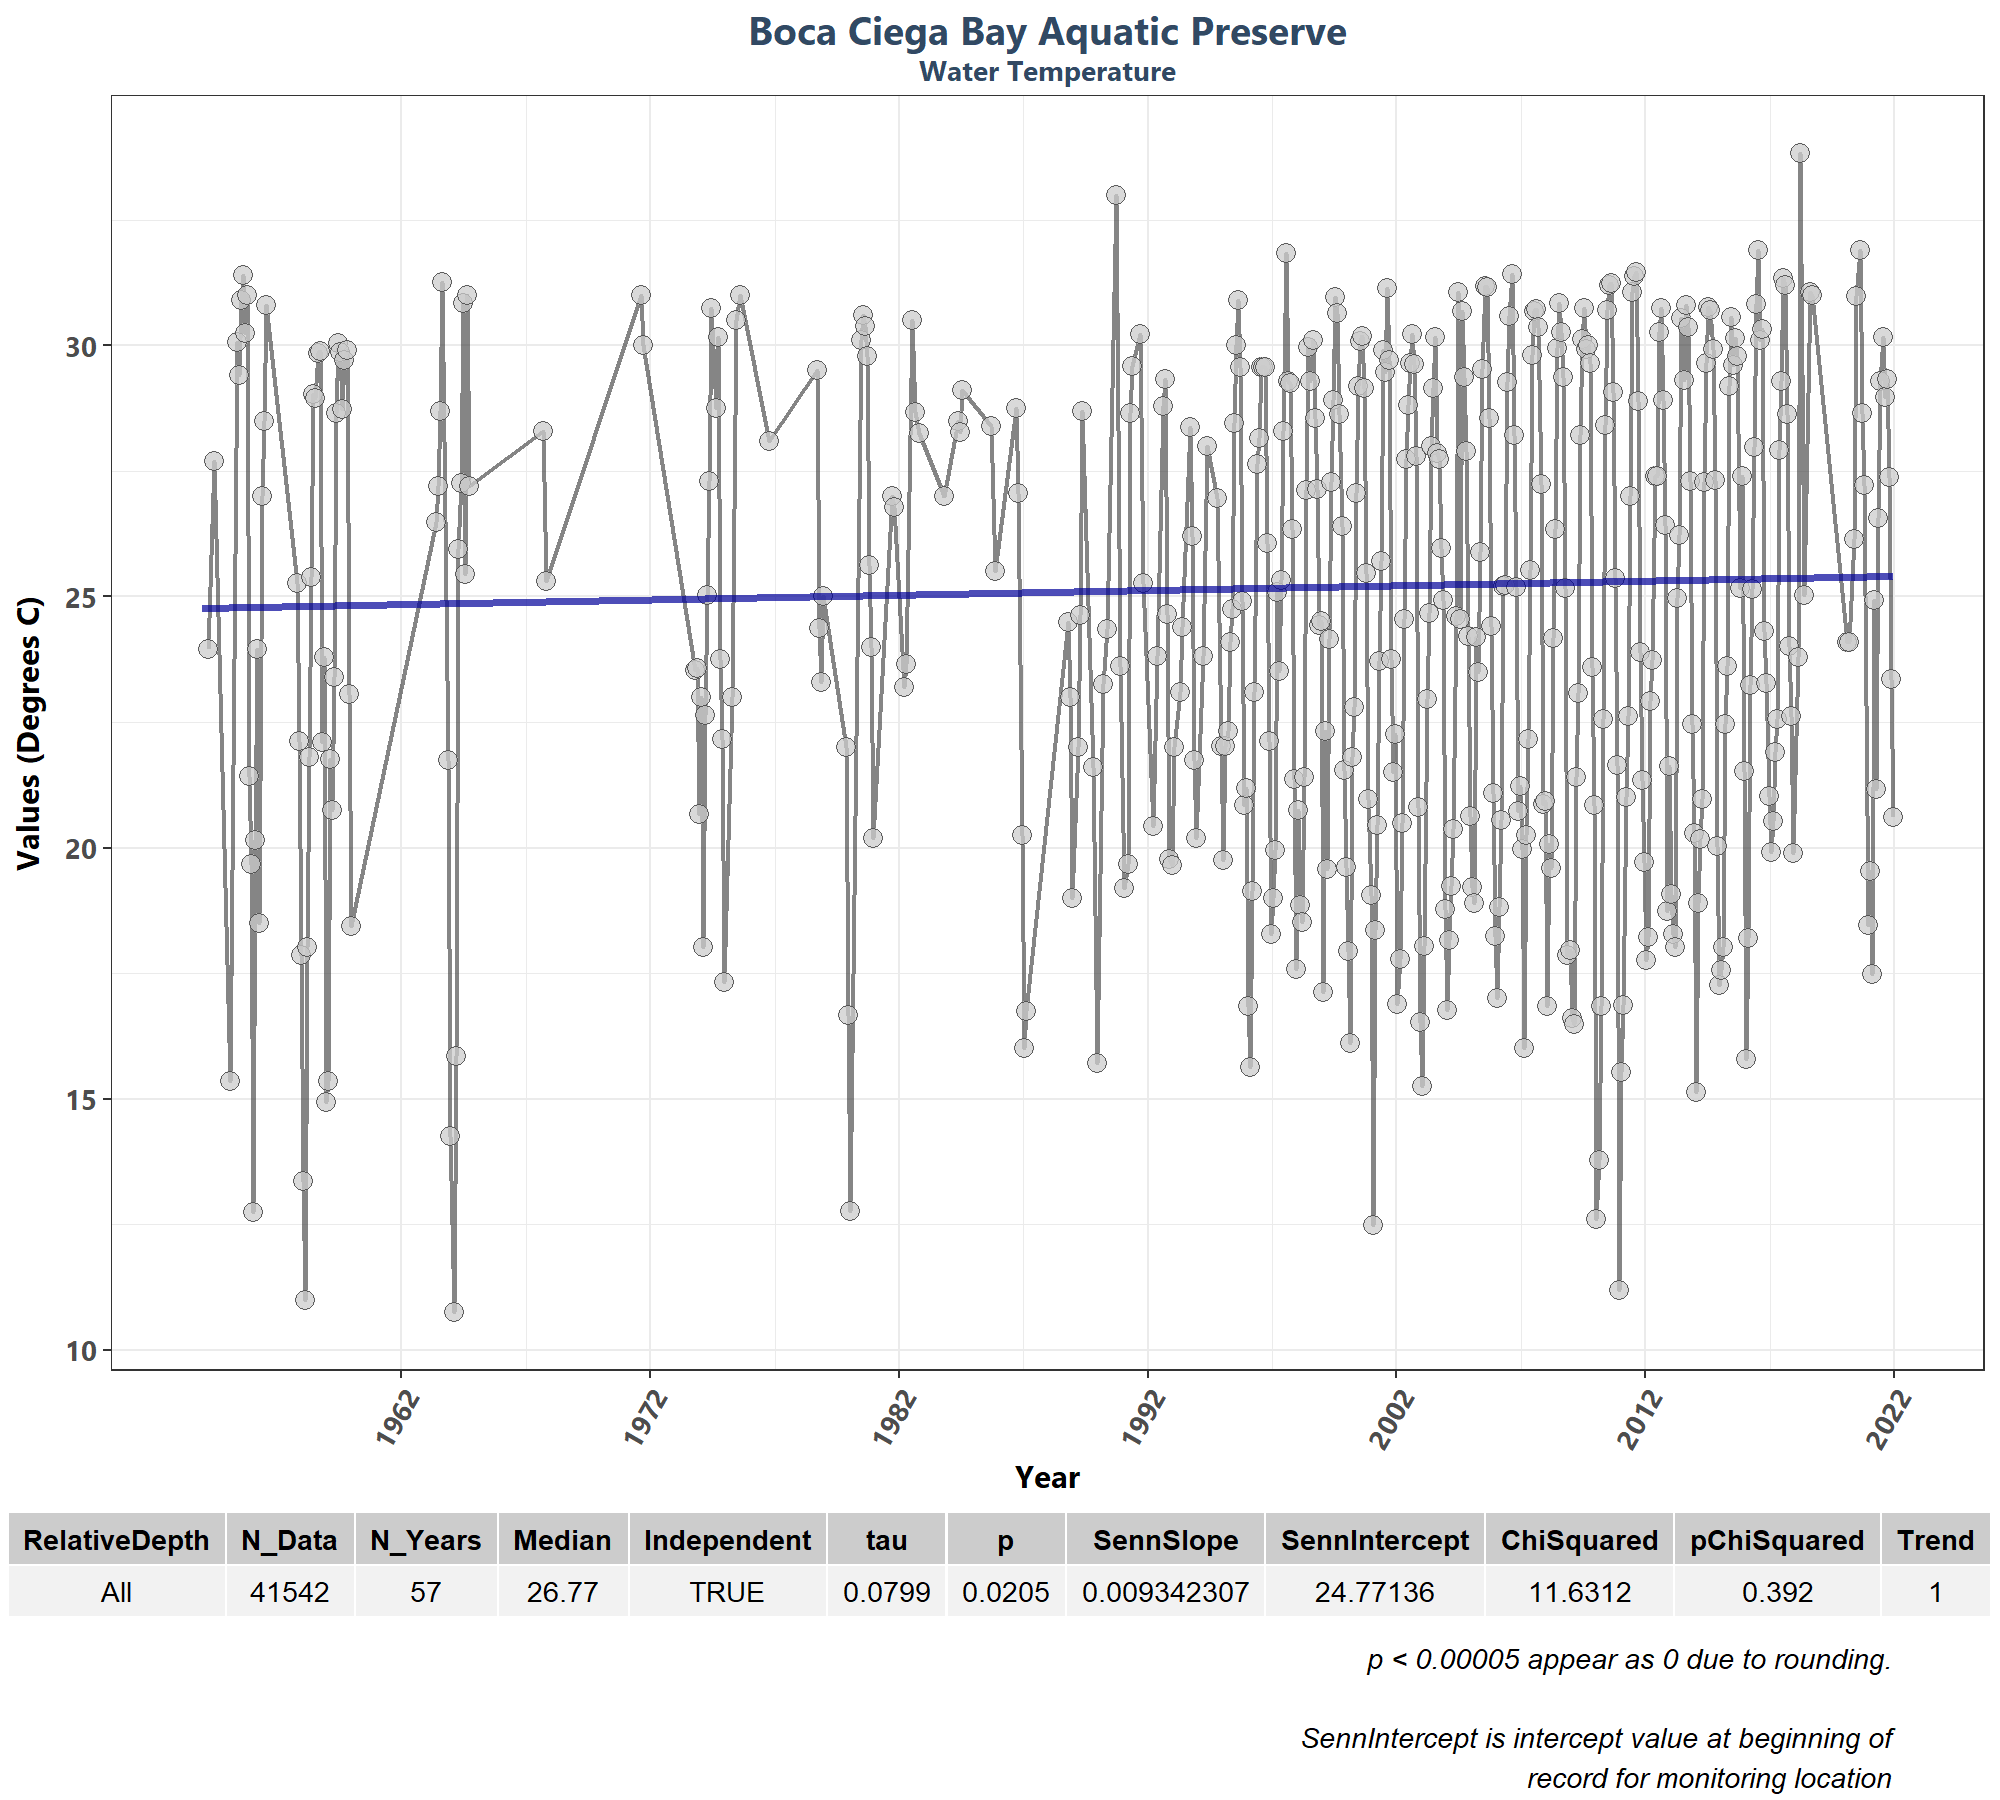 Boca Ciega Bay Aquatic Preserve
Water Temperature
Values (Degrees C)
30
25
20
15
10
1962
1972
1982
1992
2002
2012
2022
Year
RelativeDepth N_Data N_Years Median Independent tau p SennSlope SennIntercept ChiSquared pChiSquared Trend
All 41542 57 26.77 TRUE 0.0799 0.0205 0.009342307 24.77136 11.6312 0.392 1
p < 0.00005 appear as 0 due to rounding.
SennIntercept is intercept value at beginning of
record for monitoring location